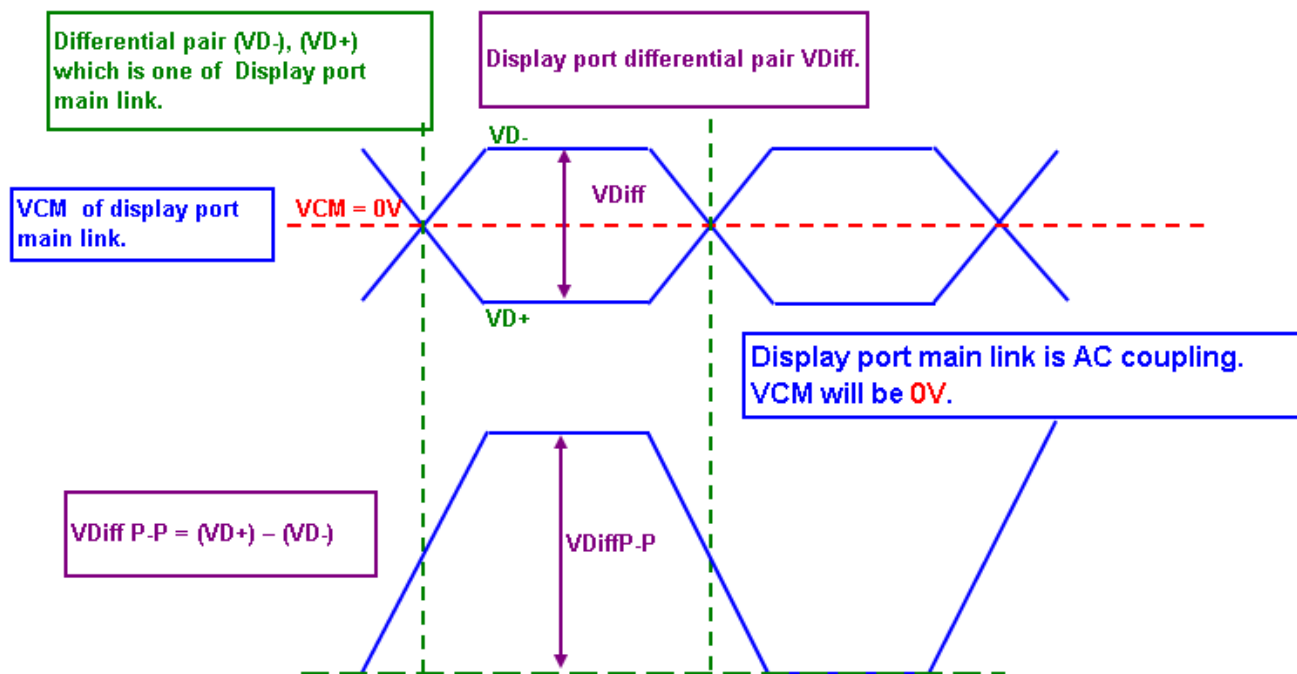 Differential pair (VD-), (VD+)
which is one of Display port
main link.
Display port differential pair VDiff.
VD-
VDiff
VCM of display port
main link.
VCM = 0V
VD+
Display port main link is AC coupling.
VCM will be 0V.
VDiff P-P = (VD+) – (VD-)
VDiffP-P